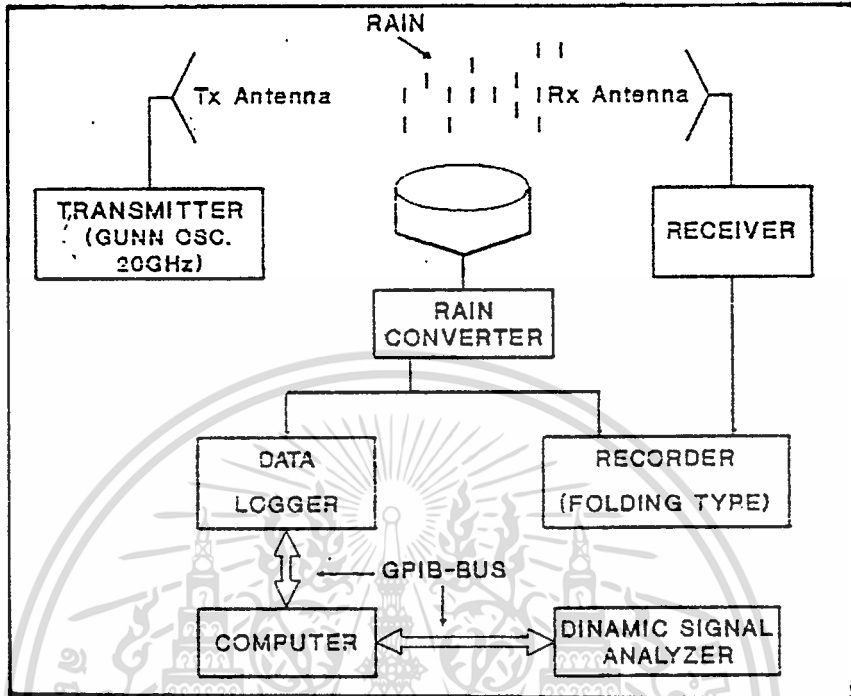 RAIN
Tx Antenna
Rx Antenna
TRANSMITTER
(GUNN OSC.
20GHz)
RECEIVER
RAIN
CONVERTER
DATA
LOGGER
RECORDER
(FOLDING TYPE)
GPIB-BUS
COMPUTER
DINAMIC SIGNAL
ANALYZER